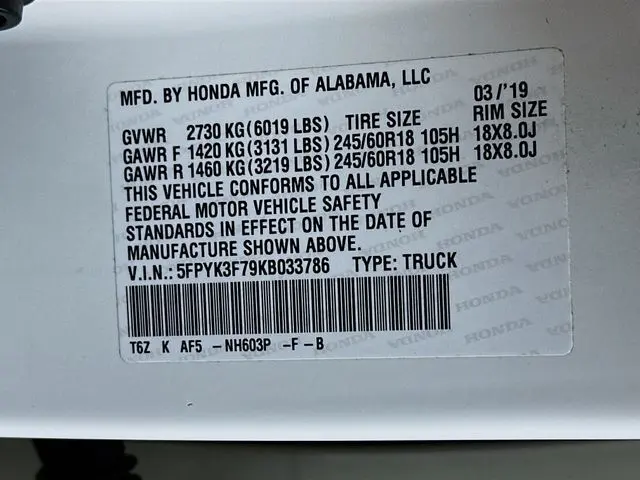 MFD. BY HONDA MFG. OF ALABAMA, LLC 03/'19
GVWR 2730 KG (6019 LBS) TIRE SIZE RIM SIZE
GAWR F 1420 KG (3131 LBS) 245/60R18 105H 18X8.0J
GAWR R 1460 KG (3219 LBS) 245/60R18 105H 18X8.0J
THIS VEHICLE CONFORMS TO ALL APPLICABLE
FEDERAL MOTOR VEHICLE SAFETY
STANDARDS IN EFFECT ON THE DATE OF
MANUFACTURE SHOWN ABOVE.
V.I.N.: 5FPYK3F79KB033786 TYPE: TRUCK
T6Z K AF5 -NH603P -F-B